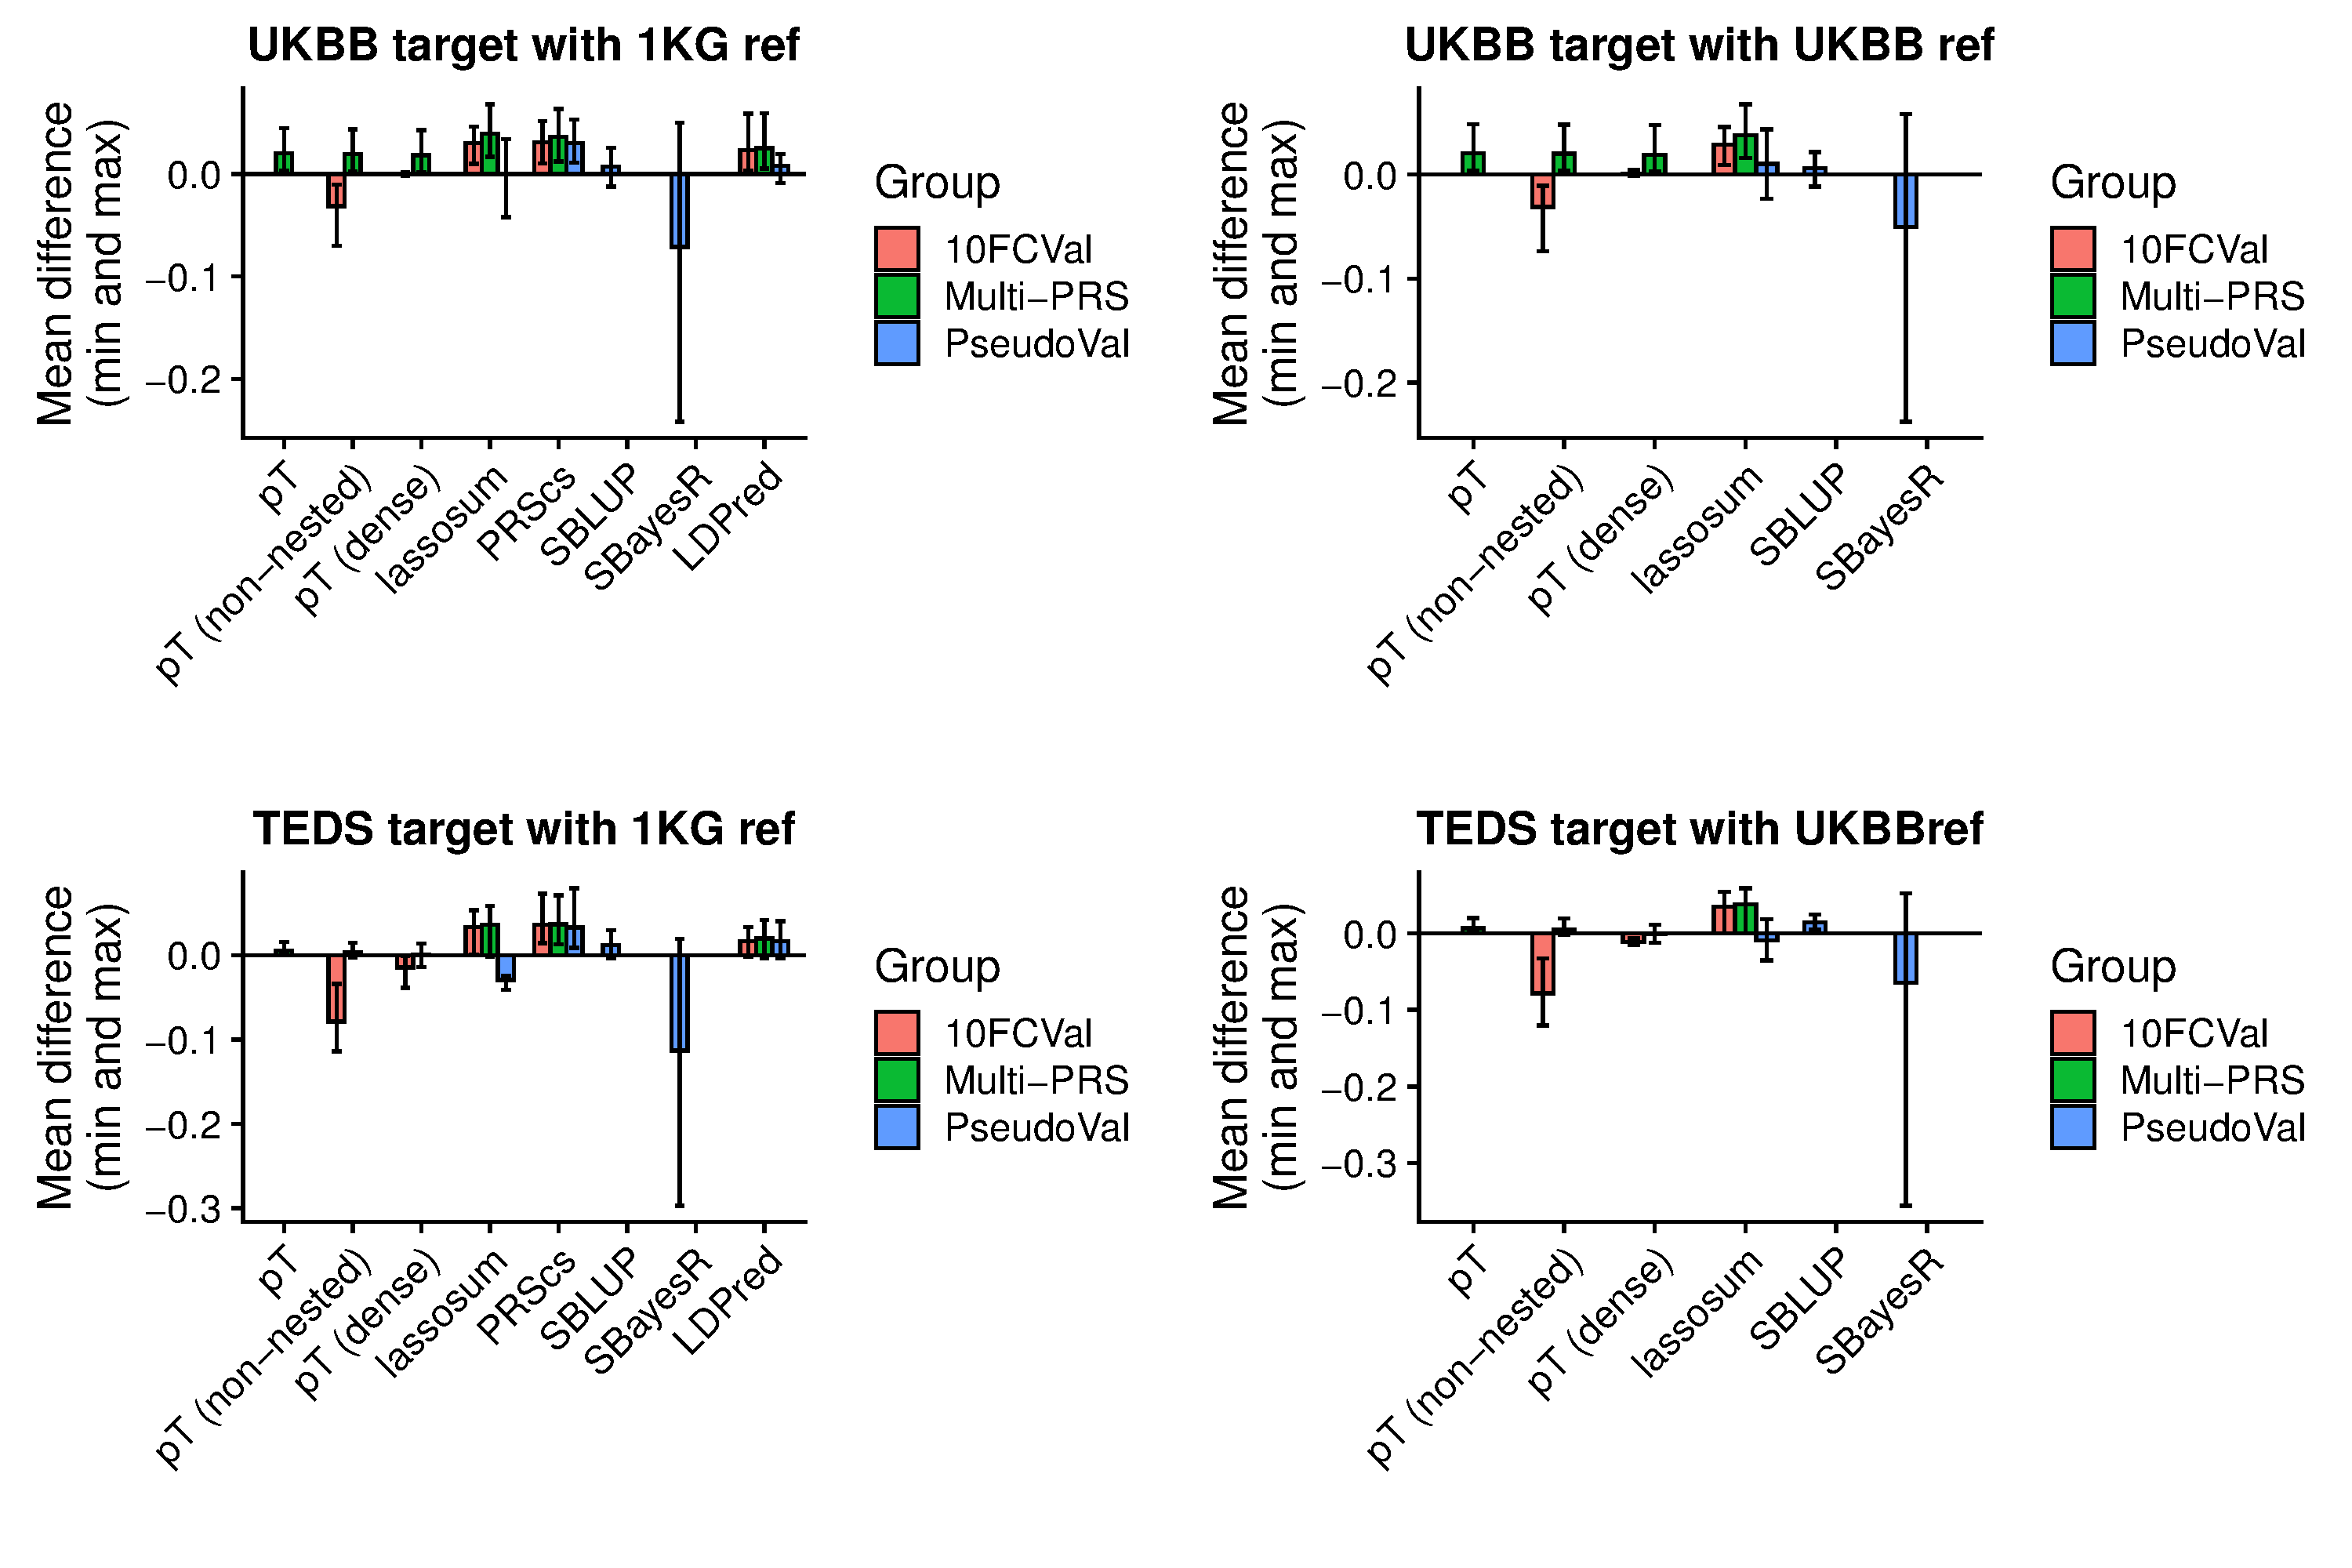 UKBB target with 1KG ref
Mean difference
(min and max)
0.0
−0.1
−0.2
pT
pT (non−nested)
pT (dense)
lassosum
PRScs
SBLUP
SBayesR
LDPred
Group
10FCVal
Multi−PRS
PseudoVal
UKBB target with UKBB ref
Mean difference
(min and max)
0.0
−0.1
−0.2
pT
pT (non−nested)
pT (dense)
lassosum
SBLUP
SBayesR
Group
10FCVal
Multi−PRS
PseudoVal
TEDS target with 1KG ref
Mean difference
(min and max)
0.0
−0.1
−0.2
−0.3
pT
pT (non−nested)
pT (dense)
lassosum
PRScs
SBLUP
SBayesR
LDPred
Group
10FCVal
Multi−PRS
PseudoVal
TEDS target with UKBBref
Mean difference
(min and max)
0.0
−0.1
−0.2
−0.3
pT
pT (non−nested)
pT (dense)
lassosum
SBLUP
SBayesR
Group
10FCVal
Multi−PRS
PseudoVal